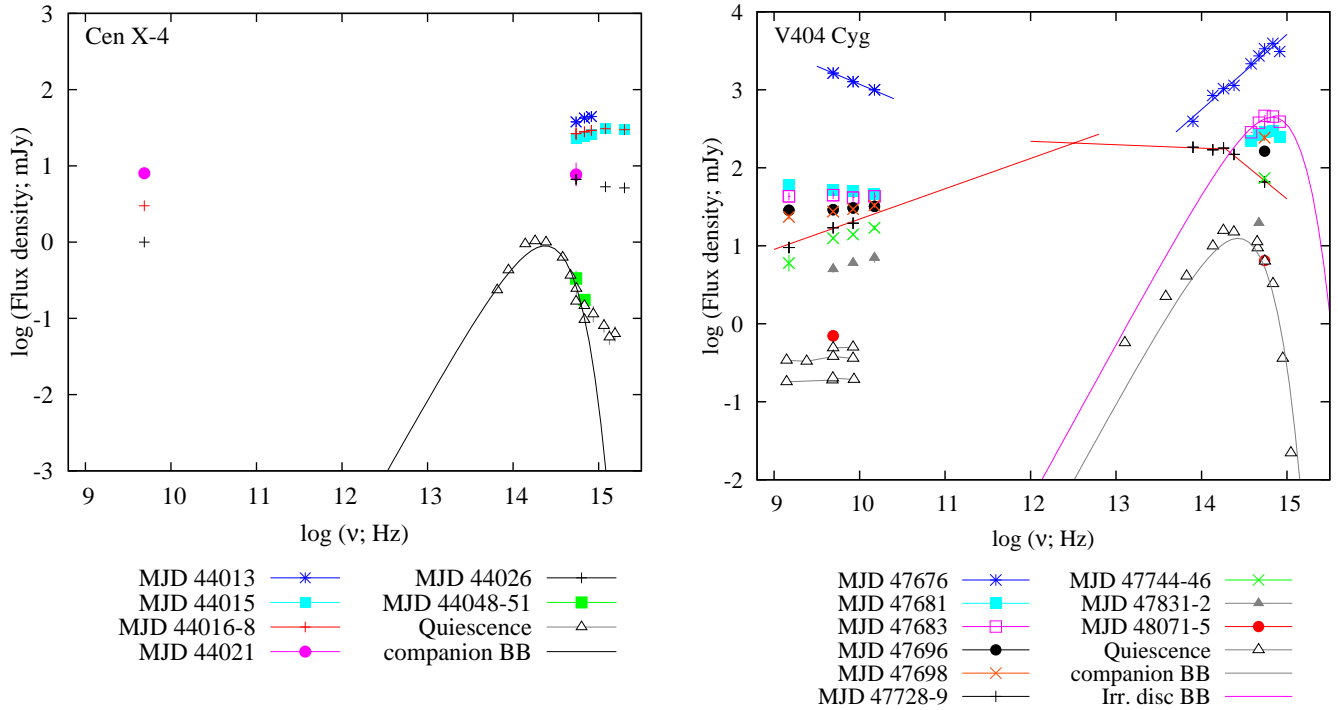 Cen X-4
log (Flux density; mJy)
4
3
2
1
0
-1
-2
-3
9 10 11 12 13 14 15
log (ν; Hz)
MJD 44013
MJD 44015
MJD 44016-8
MJD 44021
MJD 44026
MJD 44048-51
Quiescence
companion BB
V404 Cyg
log (Flux density; mJy)
4
3
2
1
0
-1
-2
9 10 11 12 13 14 15
log (ν; Hz)
MJD 47676
MJD 47681
MJD 47683
MJD 47696
MJD 47698
MJD 47728-9
MJD 47744-46
MJD 47831-2
MJD 48071-5
Quiescence
companion BB
Irr. disc BB